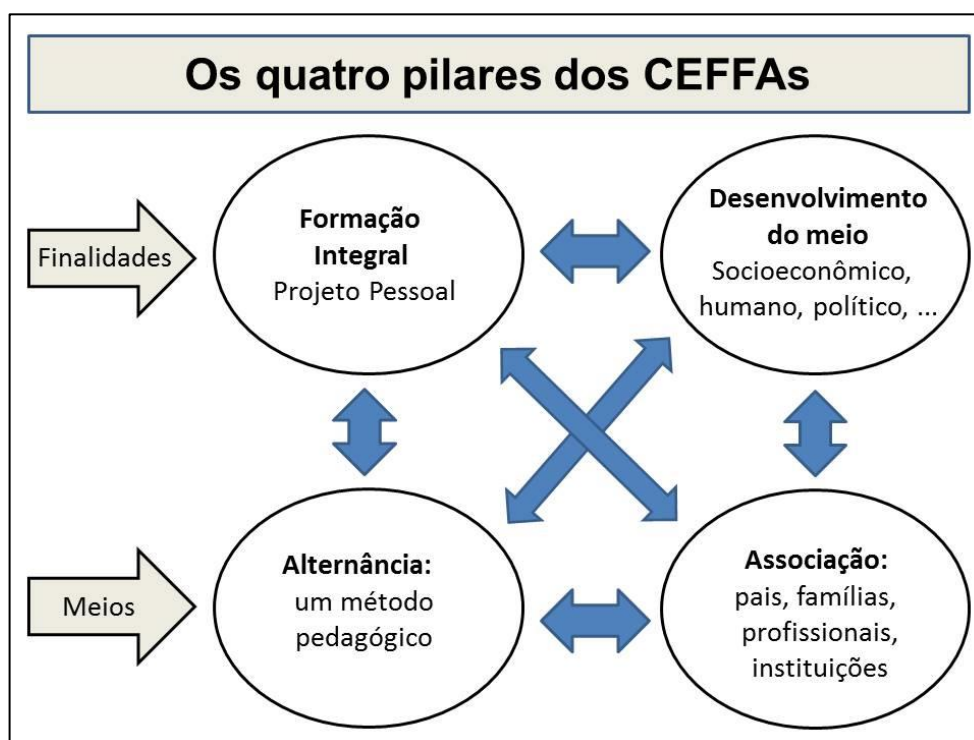 Os quatro pilares dos CEFFAs
Finalidades
Formação
Integral
Projeto Pessoal
Desenvolvimento
do meio
Socioeconômico,
humano, político, ...
Meios
Alternância:
um método
pedagógico
Associação:
pais, famílias,
profissionais,
instituições